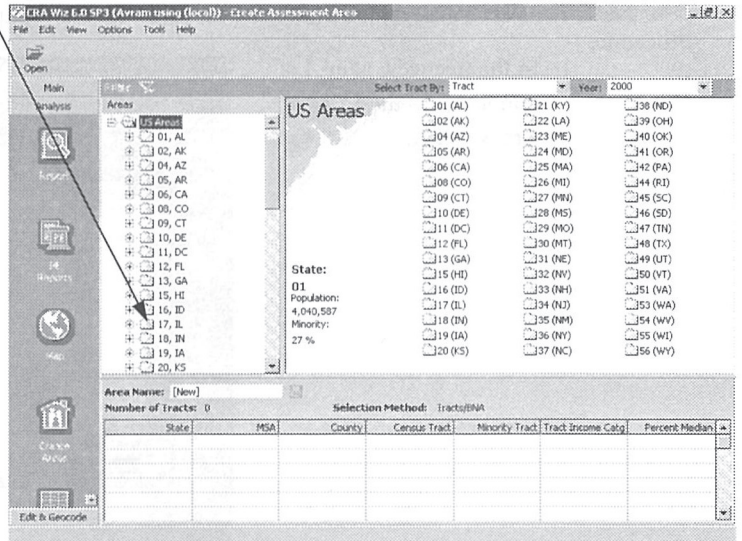 CRA Wiz 6.0 SP3 (Avram using (local)) - Create Assessment Area
File Edit View Options Tools Help
Open
Main
Filter
Select Tract By: Tract Year: 2000
Analysis
Reports
Reports
Map
Areas
Edit & Geocode
Areas
US Areas
01, AL
02, AK
04, AZ
05, AR
06, CA
08, CO
09, CT
10, DE
11, DC
12, FL
13, GA
15, HI
16, ID
17, IL
18, IN
19, IA
20, KS
US Areas
State:
01
Population:
4,040,587
Minority:
27 %
01 (AL) 21 (KY) 38 (ND)
02 (AK) 22 (LA) 39 (OH)
04 (AZ) 23 (ME) 40 (OK)
05 (AR) 24 (MD) 41 (OR)
06 (CA) 25 (MA) 42 (PA)
08 (CO) 26 (MI) 44 (RI)
09 (CT) 27 (MN) 45 (SC)
10 (DE) 28 (MS) 46 (SD)
11 (DC) 29 (MO) 47 (TN)
12 (FL) 30 (MT) 48 (TX)
13 (GA) 31 (NE) 49 (UT)
15 (HI) 32 (NV) 50 (VT)
16 (ID) 33 (NH) 51 (VA)
17 (IL) 34 (NJ) 53 (WA)
18 (IN) 35 (NM) 54 (WV)
19 (IA) 36 (NY) 55 (WI)
20 (KS) 37 (NC) 56 (WY)
Area Name: [New]
Number of Tracts: 0 Selection Method: Tracts/BNA
State MSA County Census Tract Minority Tract Tract Income Catg Percent Median